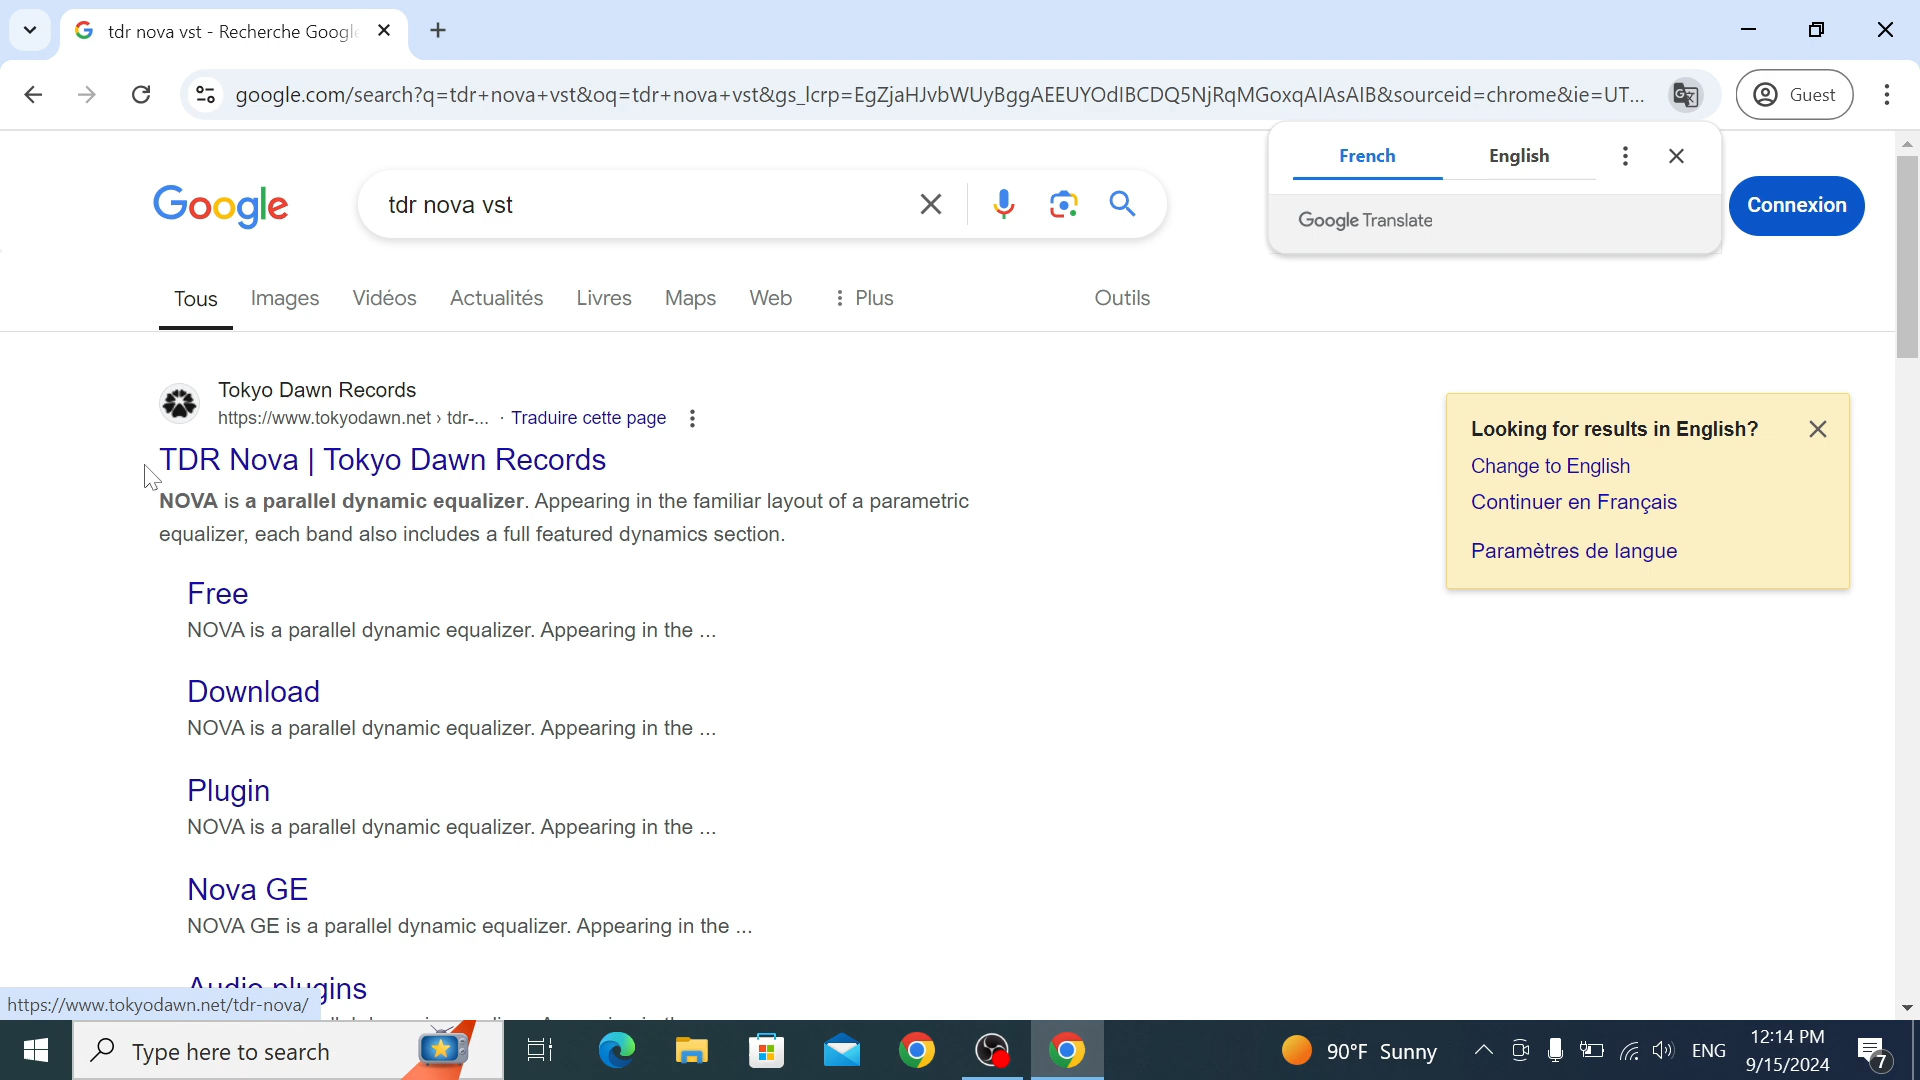 tdr nova vst - Recherche Googl
google.com/search?q=tdr+nova+vst&oq=tdr+nova+vst&gs_lcrp=EgZjaHJvbWUyBggAEEUYOdIBCDQ5NjRqMGoxqAIAsAIB&sourceid=chrome&ie=UT...
Guest
French English
Google Translate
Google
tdr nova vst
Connexion
Tous Images Vidéos Actualités Livres Maps Web Plus Outils
Tokyo Dawn Records
https://www.tokyodawn.net › tdr-... · Traduire cette page
TDR Nova | Tokyo Dawn Records
NOVA is a parallel dynamic equalizer. Appearing in the familiar layout of a parametric
equalizer, each band also includes a full featured dynamics section.
Looking for results in English?
Change to English
Continuer en Français
Paramètres de langue
Free
NOVA is a parallel dynamic equalizer. Appearing in the ...
Download
NOVA is a parallel dynamic equalizer. Appearing in the ...
Plugin
NOVA is a parallel dynamic equalizer. Appearing in the ...
Nova GE
NOVA GE is a parallel dynamic equalizer. Appearing in the ...
Audio plugins
https://www.tokyodawn.net/tdr-nova/
Type here to search
90°F Sunny
ENG
12:14 PM
9/15/2024
7